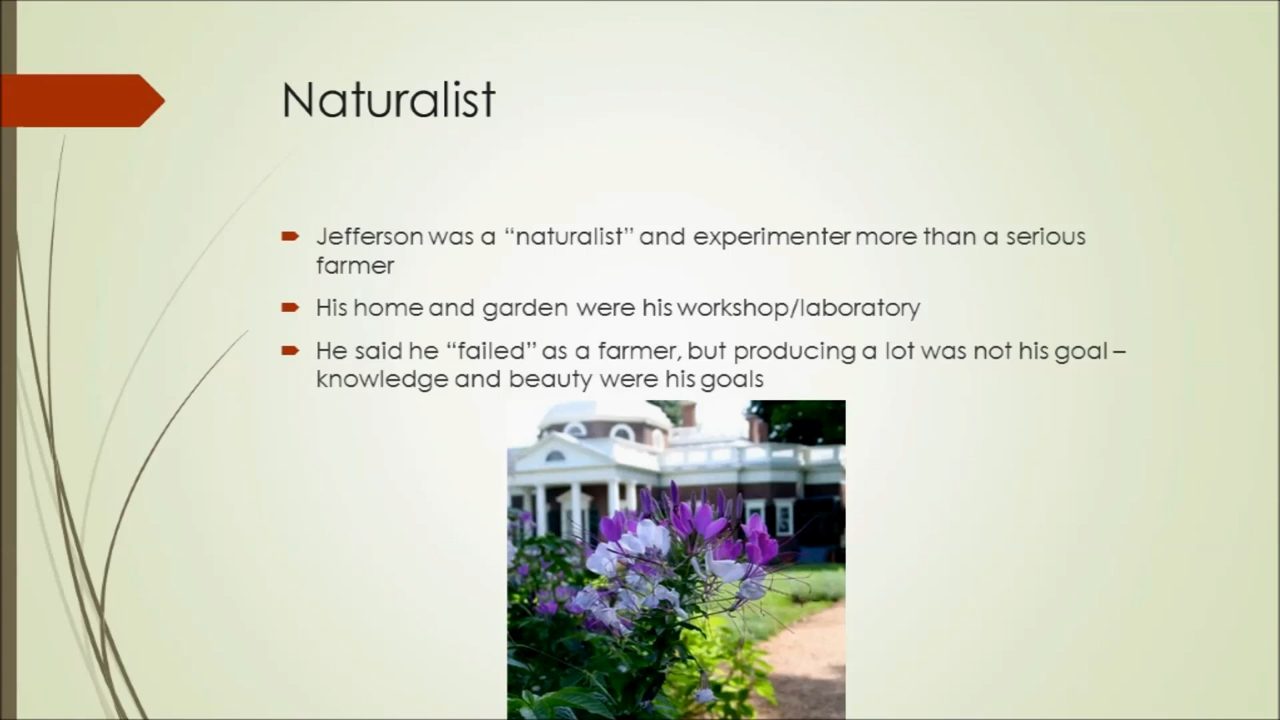 Naturalist
Jefferson was a “naturalist” and experimenter more than a serious
farmer
His home and garden were his workshop/laboratory
He said he “failed” as a farmer, but producing a lot was not his goal –
knowledge and beauty were his goals